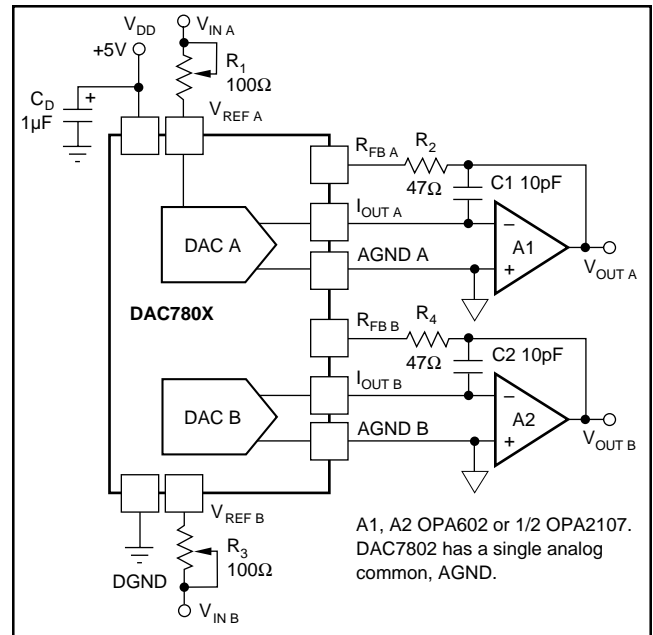 V_DD
+5V
V_IN A
R_1
100Ω
C_D
+
1µF
V_REF A
R_FB A
R_2
47Ω
C1 10pF
I_OUT A
DAC A
AGND A
–
+
A1
V_OUT A
DAC780X
R_FB B
R_4
47Ω
C2 10pF
I_OUT B
DAC B
AGND B
–
+
A2
V_OUT B
V_REF B
R_3
100Ω
DGND
V_IN B
A1, A2 OPA602 or 1/2 OPA2107.
DAC7802 has a single analog
common, AGND.